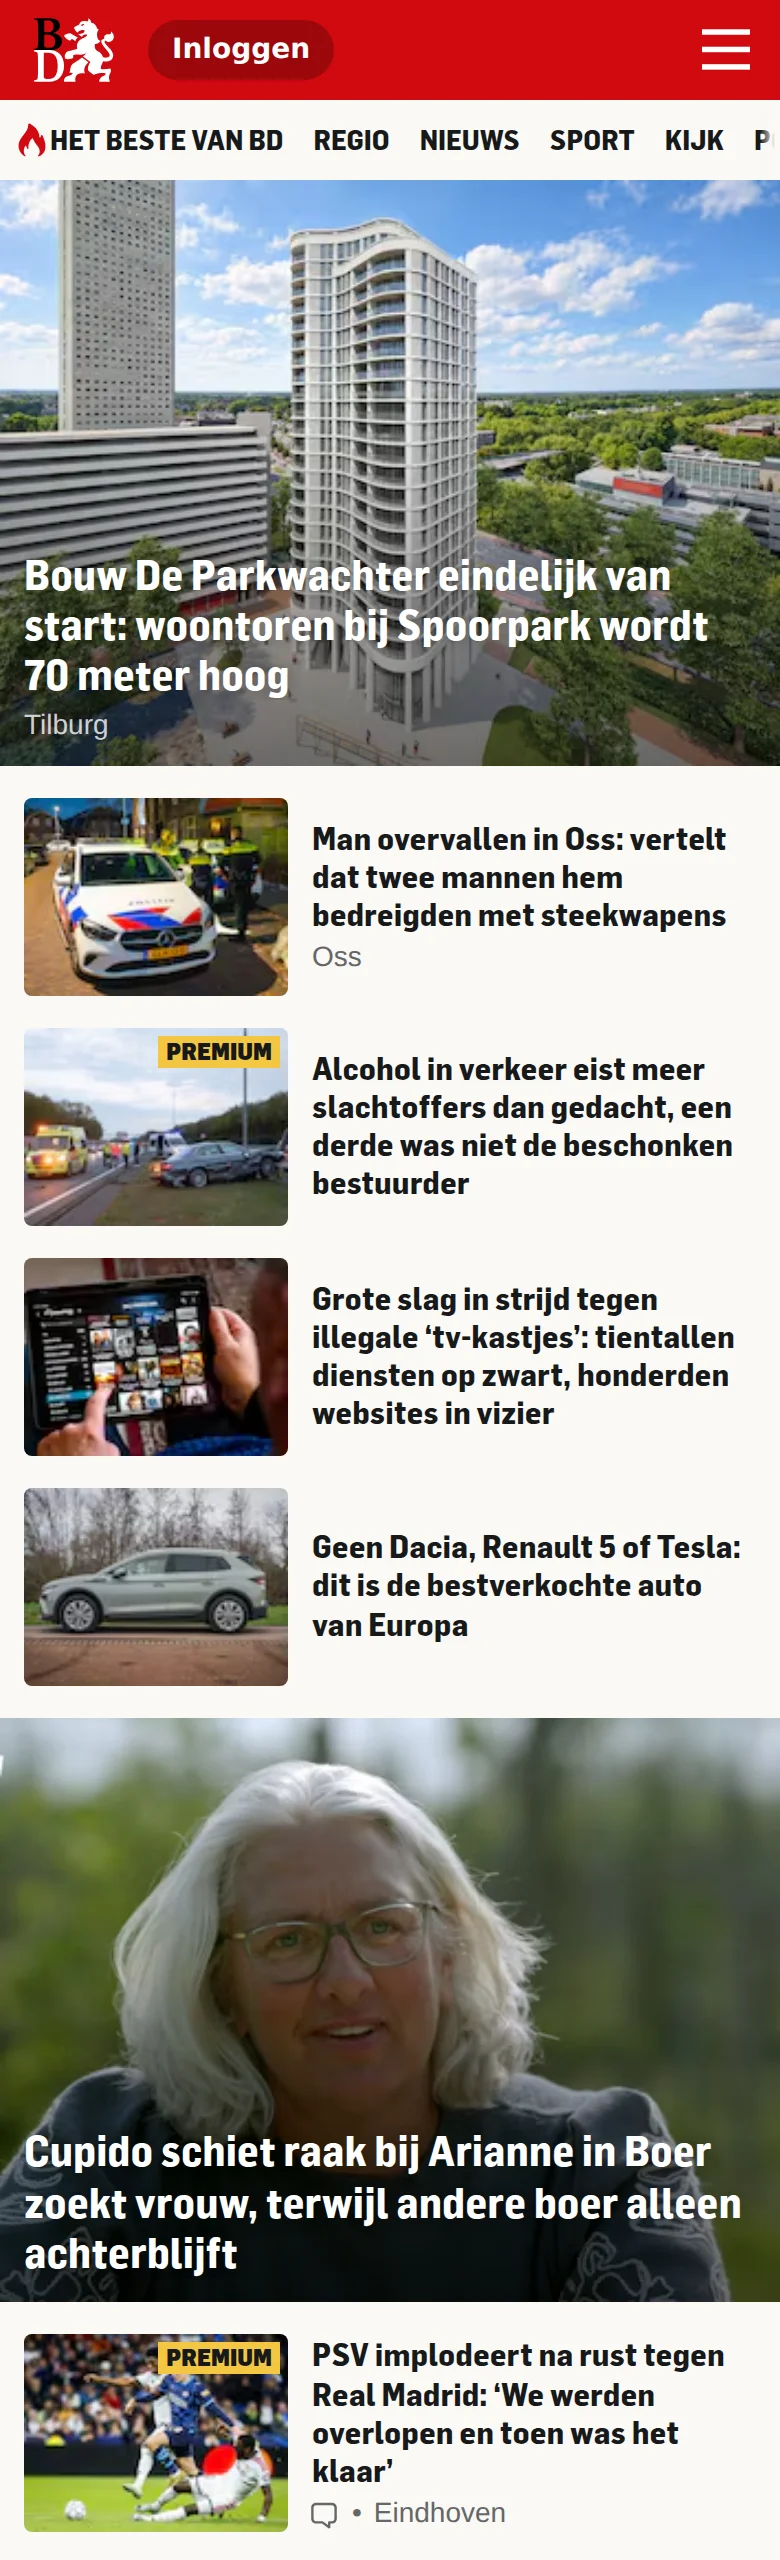 BD
Inloggen
HET BESTE VAN BD REGIO NIEUWS SPORT KIJK
Bouw De Parkwachter eindelijk van
start: woontoren bij Spoorpark wordt
70 meter hoog
Tilburg
Man overvallen in Oss: vertelt
dat twee mannen hem
bedreigden met steekwapens
Oss
PREMIUM
Alcohol in verkeer eist meer
slachtoffers dan gedacht, een
derde was niet de beschonken
bestuurder
Grote slag in strijd tegen
illegale ‘tv-kastjes’: tientallen
diensten op zwart, honderden
websites in vizier
Geen Dacia, Renault 5 of Tesla:
dit is de bestverkochte auto
van Europa
Cupido schiet raak bij Arianne in Boer
zoekt vrouw, terwijl andere boer alleen
achterblijft
PREMIUM
PSV implodeert na rust tegen
Real Madrid: ‘We werden
overlopen en toen was het
klaar’
• Eindhoven